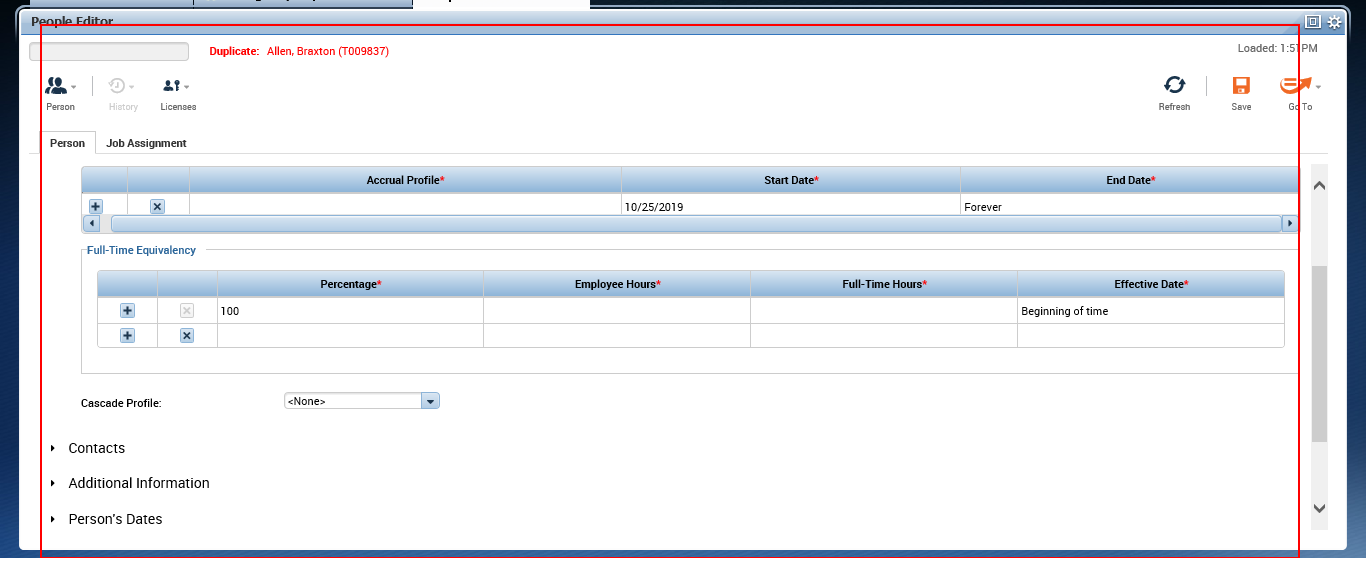 People Editor
Duplicate: Allen, Braxton (T009837)
Loaded: 1:51PM
Person History Licenses Refresh Save Go To
Person Job Assignment
Accrual Profile* Start Date* End Date*
10/25/2019 Forever
Full-Time Equivalency
Percentage* Employee Hours* Full-Time Hours* Effective Date*
100 Beginning of time
Cascade Profile: <None>
Contacts
Additional Information
Person's Dates